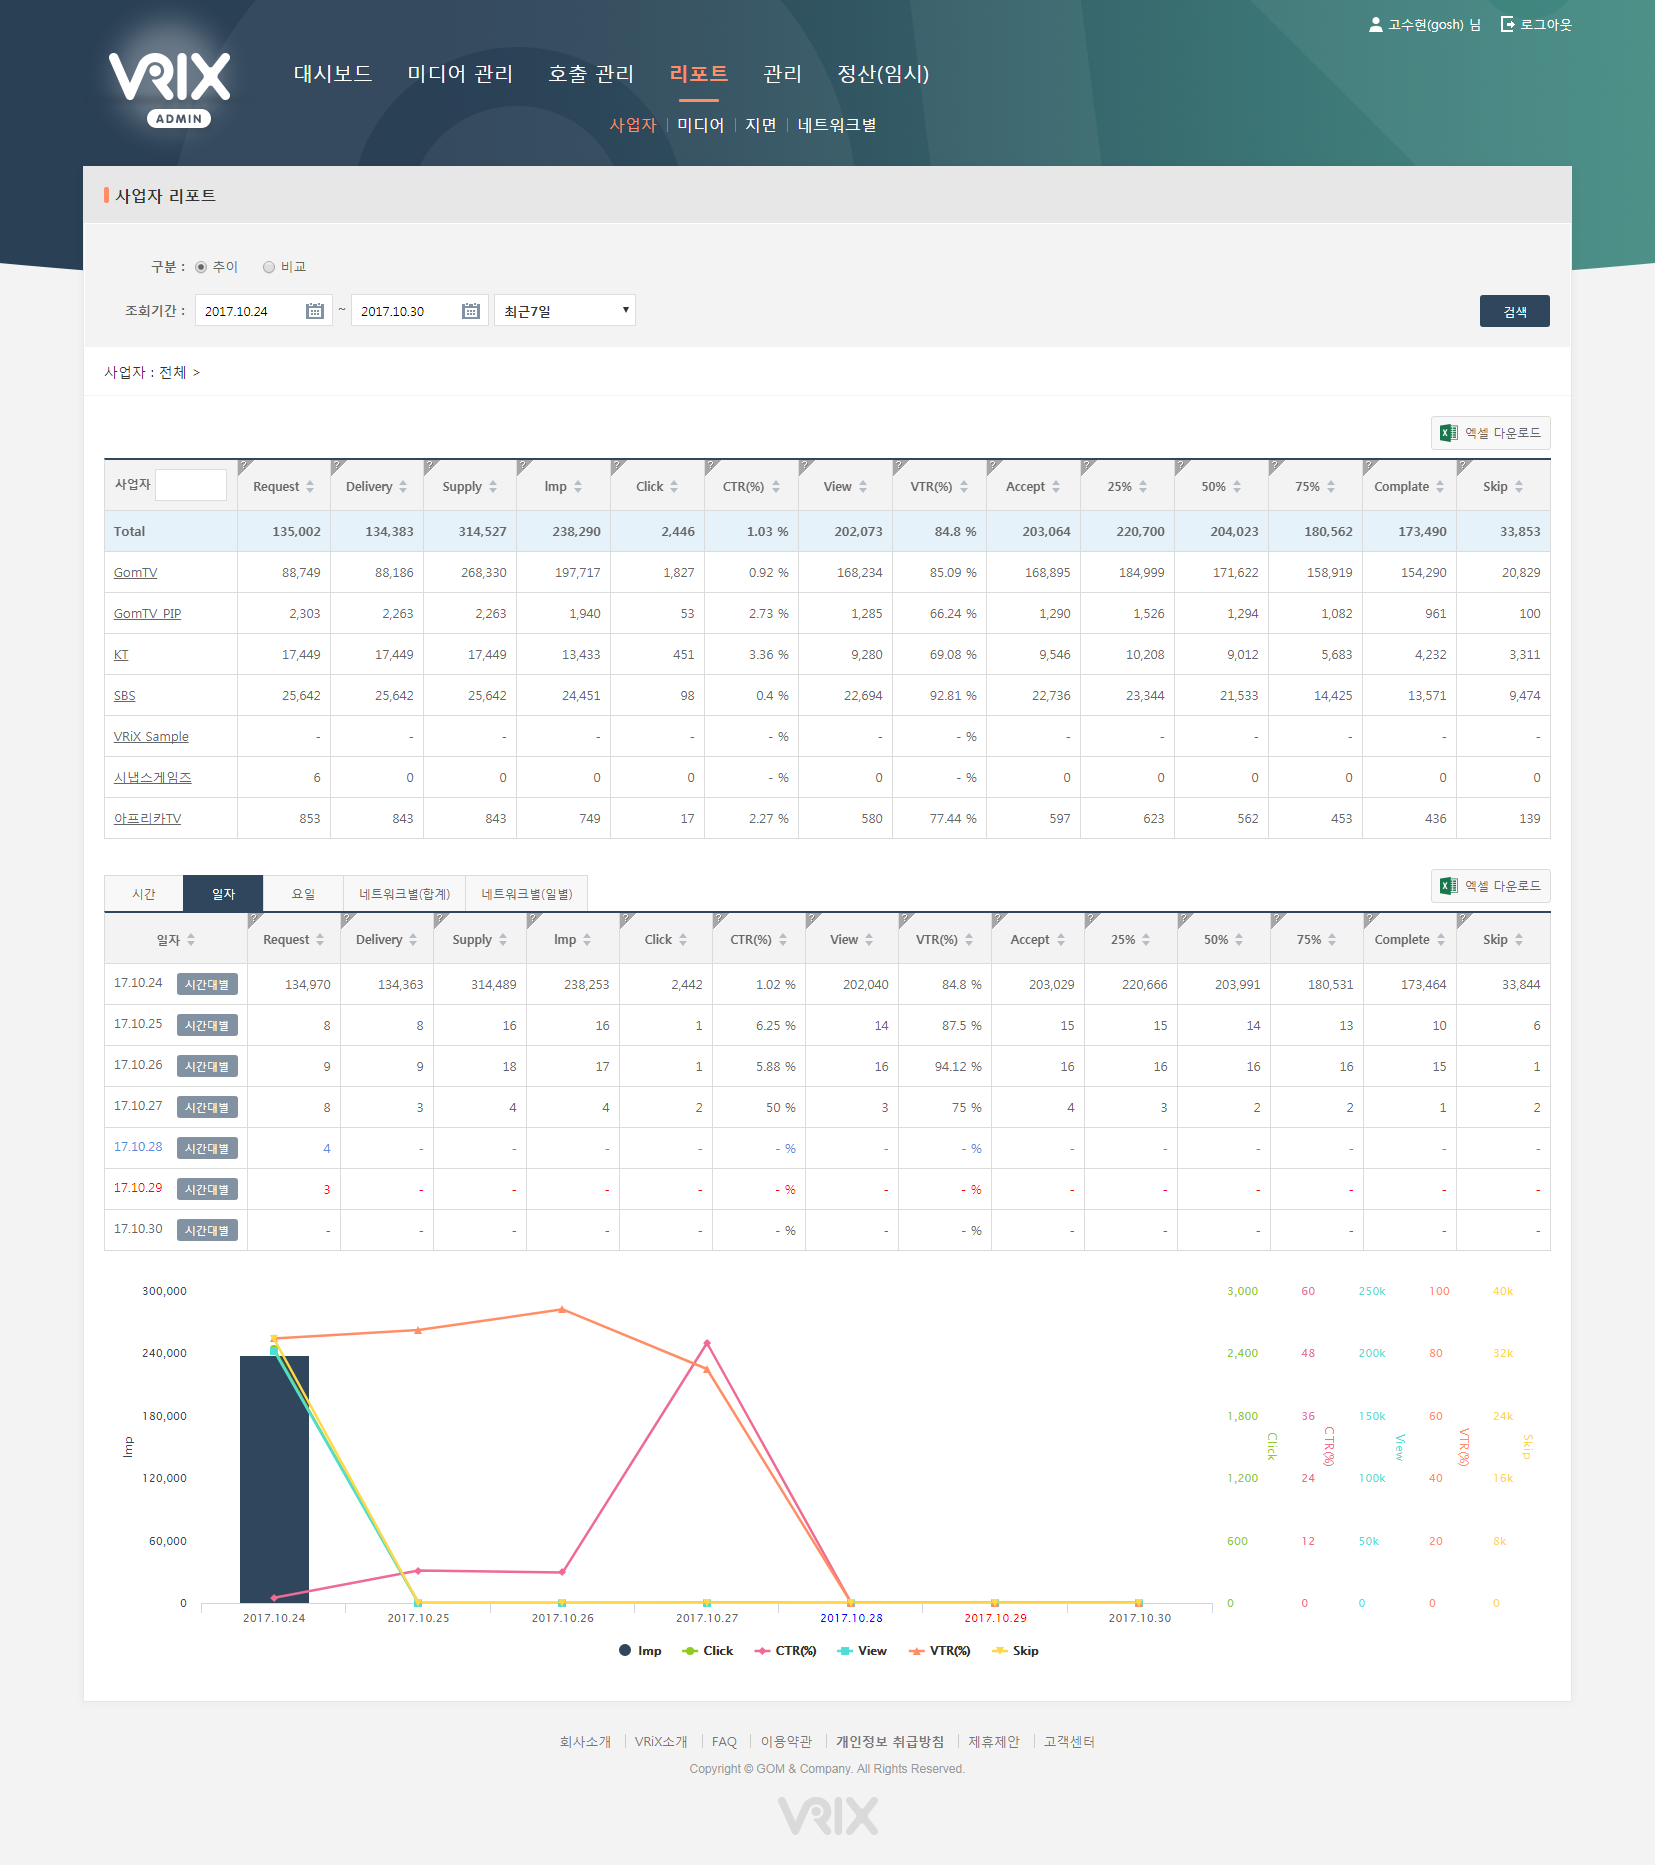 고수현(gosh) 님 로그아웃
VRIX
ADMIN
대시보드 미디어 관리 호출 관리 리포트 관리 정산(임시)
사업자 미디어 지면 네트워크별
사업자 리포트
구분 : 추이 비교
조회기간 : 2017.10.24 ~ 2017.10.30 최근7일 검색
사업자 : 전체 >
엑셀 다운로드
사업자 Request Delivery Supply Imp Click CTR(%) View VTR(%) Accept 25% 50% 75% Complate Skip
Total 135,002 134,383 314,527 238,290 2,446 1.03 % 202,073 84.8 % 203,064 220,700 204,023 180,562 173,490 33,853
GomTV 88,749 88,186 268,330 197,717 1,827 0.92 % 168,234 85.09 % 168,895 184,999 171,622 158,919 154,290 20,829
GomTV_PIP 2,303 2,263 2,263 1,940 53 2.73 % 1,285 66.24 % 1,290 1,526 1,294 1,082 961 100
KT 17,449 17,449 17,449 13,433 451 3.36 % 9,280 69.08 % 9,546 10,208 9,012 5,683 4,232 3,311
SBS 25,642 25,642 25,642 24,451 98 0.4 % 22,694 92.81 % 22,736 23,344 21,533 14,425 13,571 9,474
VRiX Sample - - - - - - % - - % - - - - - -
시냅스게임즈 6 0 0 0 0 - % 0 - % 0 0 0 0 0 0
아프리카TV 853 843 843 749 17 2.27 % 580 77.44 % 597 623 562 453 436 139
시간 일자 요일 네트워크별(합계) 네트워크별(일별) 엑셀 다운로드
일자 Request Delivery Supply Imp Click CTR(%) View VTR(%) Accept 25% 50% 75% Complete Skip
17.10.24 시간대별 134,970 134,363 314,489 238,253 2,442 1.02 % 202,040 84.8 % 203,029 220,666 203,991 180,531 173,464 33,844
17.10.25 시간대별 8 8 16 16 1 6.25 % 14 87.5 % 15 15 14 13 10 6
17.10.26 시간대별 9 9 18 17 1 5.88 % 16 94.12 % 16 16 16 16 15 1
17.10.27 시간대별 8 3 4 4 2 50 % 3 75 % 4 3 2 2 1 2
17.10.28 시간대별 4 - - - - - % - - % - - - - - -
17.10.29 시간대별 3 - - - - - % - - % - - - - - -
17.10.30 시간대별 - - - - - - % - - % - - - - - -
300,000 3,000 60 250k 100 40k
240,000 2,400 48 200k 80 32k
180,000 1,800 36 150k 60 24k
Imp Click CTR(%) View VTR(%) Skip
120,000 1,200 24 100k 40 16k
60,000 600 12 50k 20 8k
0 0 0 0 0 0
2017.10.24 2017.10.25 2017.10.26 2017.10.27 2017.10.28 2017.10.29 2017.10.30
Imp Click CTR(%) View VTR(%) Skip
회사소개 VRiX소개 FAQ 이용약관 개인정보 취급방침 제휴제안 고객센터
Copyright © GOM & Company. All Rights Reserved.
VRIX